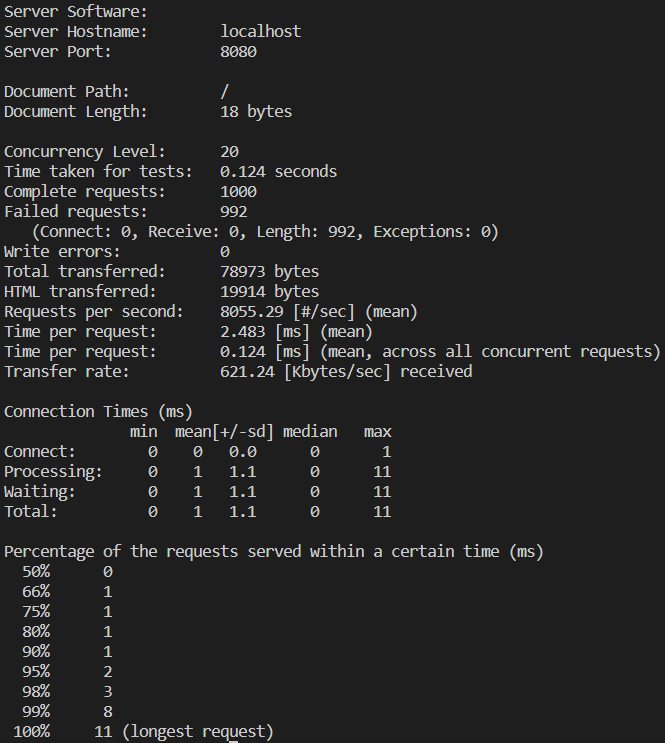 Server Software:
Server Hostname:        localhost
Server Port:            8080

Document Path:          /
Document Length:        18 bytes

Concurrency Level:      20
Time taken for tests:   0.124 seconds
Complete requests:      1000
Failed requests:        992
   (Connect: 0, Receive: 0, Length: 992, Exceptions: 0)
Write errors:           0
Total transferred:      78973 bytes
HTML transferred:       19914 bytes
Requests per second:    8055.29 [#/sec] (mean)
Time per request:       2.483 [ms] (mean)
Time per request:       0.124 [ms] (mean, across all concurrent requests)
Transfer rate:          621.24 [Kbytes/sec] received

Connection Times (ms)
              min  mean[+/-sd] median   max
Connect:        0    0   0.0      0       1
Processing:     0    1   1.1      0      11
Waiting:        0    1   1.1      0      11
Total:          0    1   1.1      0      11

Percentage of the requests served within a certain time (ms)
  50%      0
  66%      1
  75%      1
  80%      1
  90%      1
  95%      2
  98%      3
  99%      8
 100%     11 (longest request)